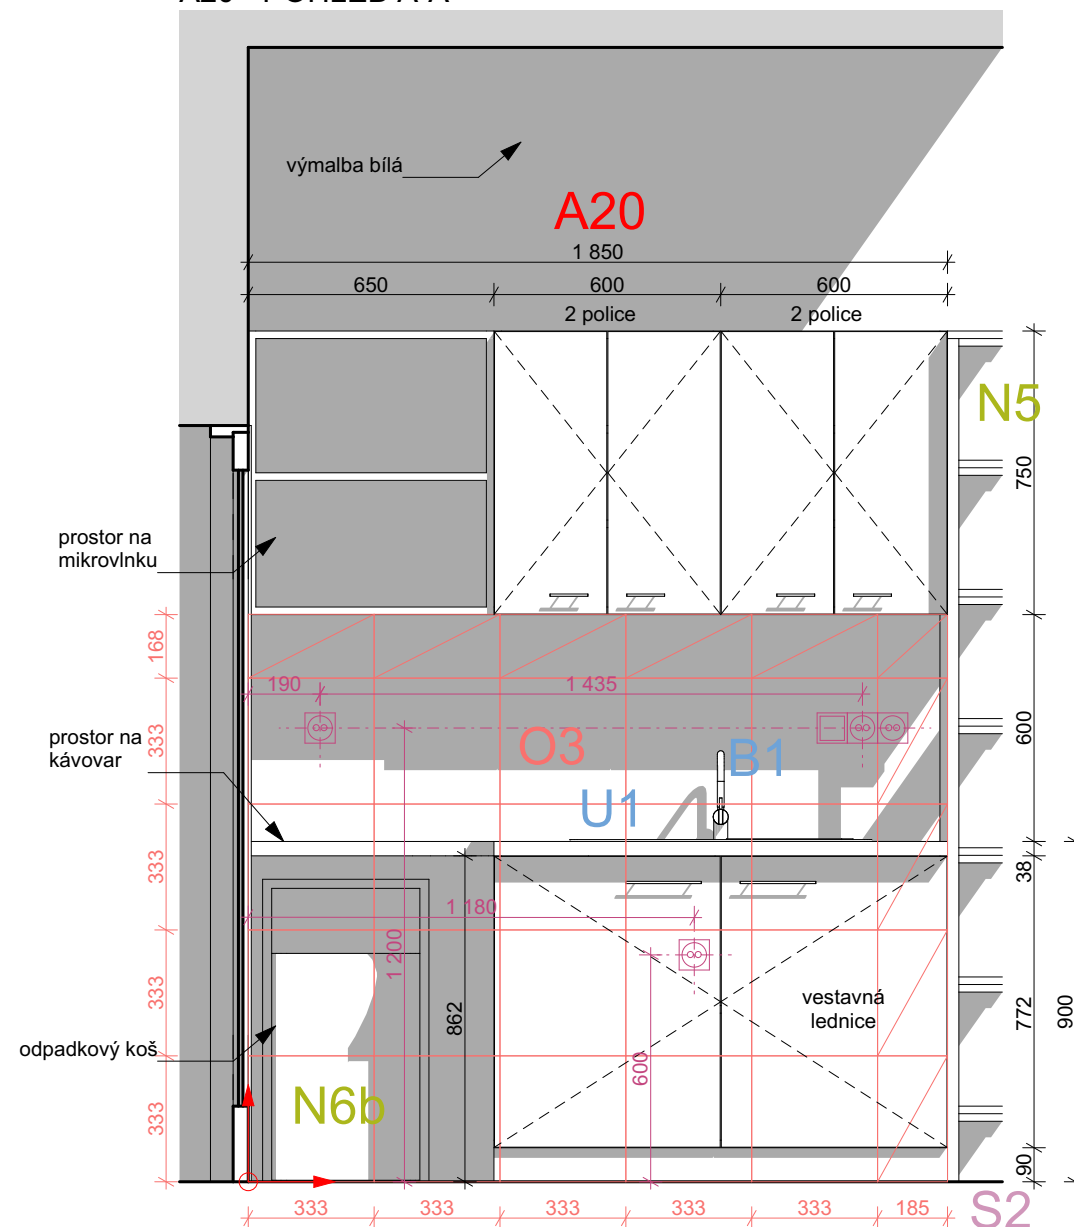 výmalba bílá
A20
1 850
650
600
600
2 police
2 police
N5
750
prostor na
mikrovlnku
168
190
1 435
333
prostor na
kávovar
O3
B1
U1
600
333
38
1 180
1 200
862
333
vestavná
lednice
772
900
odpadkový koš
600
N6b
333
90
333
333
333
333
333
185
S2